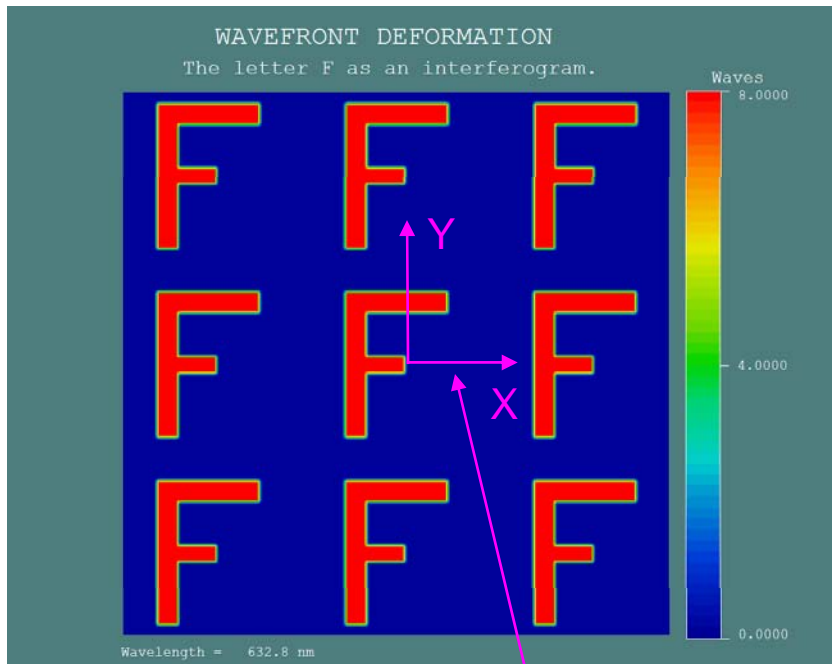 WAVEFRONT DEFORMATION
The letter F as an interferogram.
Waves
8.0000
F F F
Y
F F F
4.0000
X
F F F
0.0000
Wavelength = 632.8 nm